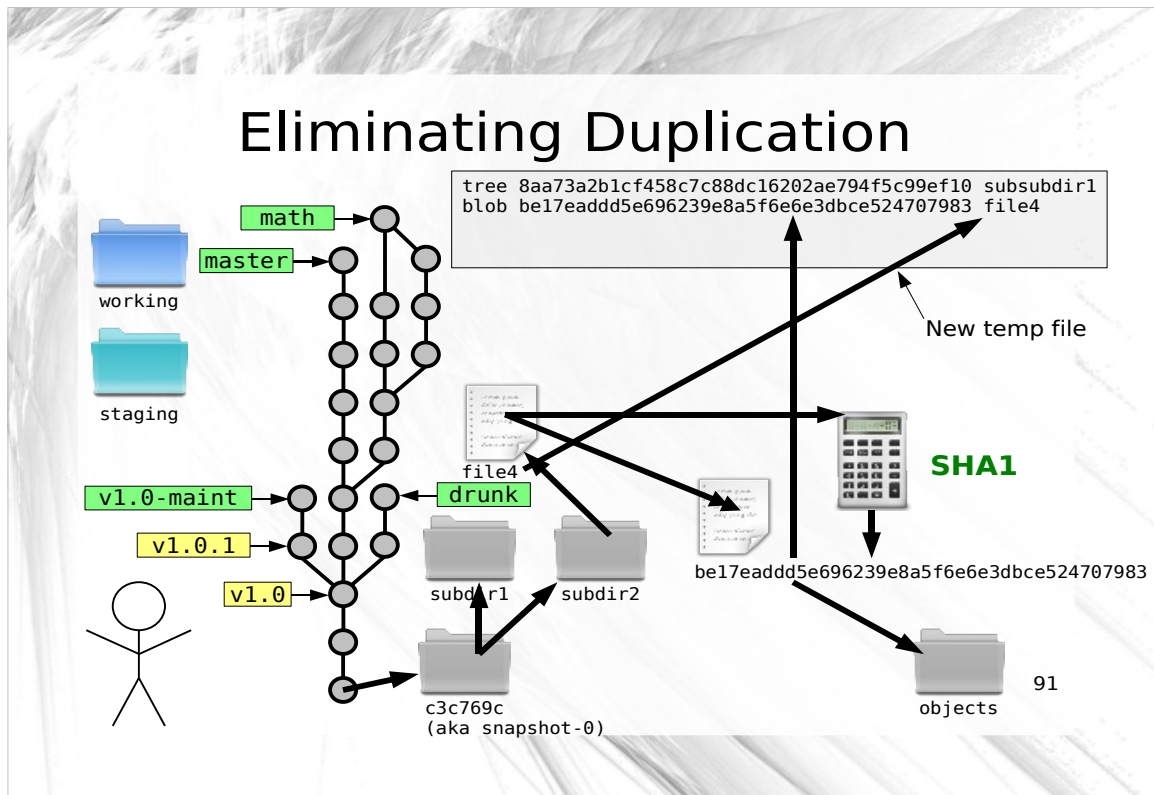 Eliminating Duplication
tree 8aa73a2b1cf458c7c88dc16202ae794f5c99ef10 subsubdir1
blob be17eaddd5e696239e8a5f6e6e3dbce524707983 file4
math
master
working
New temp file
staging
file4
SHA1
v1.0-maint
drunk
v1.0.1
be17eaddd5e696239e8a5f6e6e3dbce524707983
v1.0
subdir1
subdir2
c3c769c
(aka snapshot-0)
objects
91